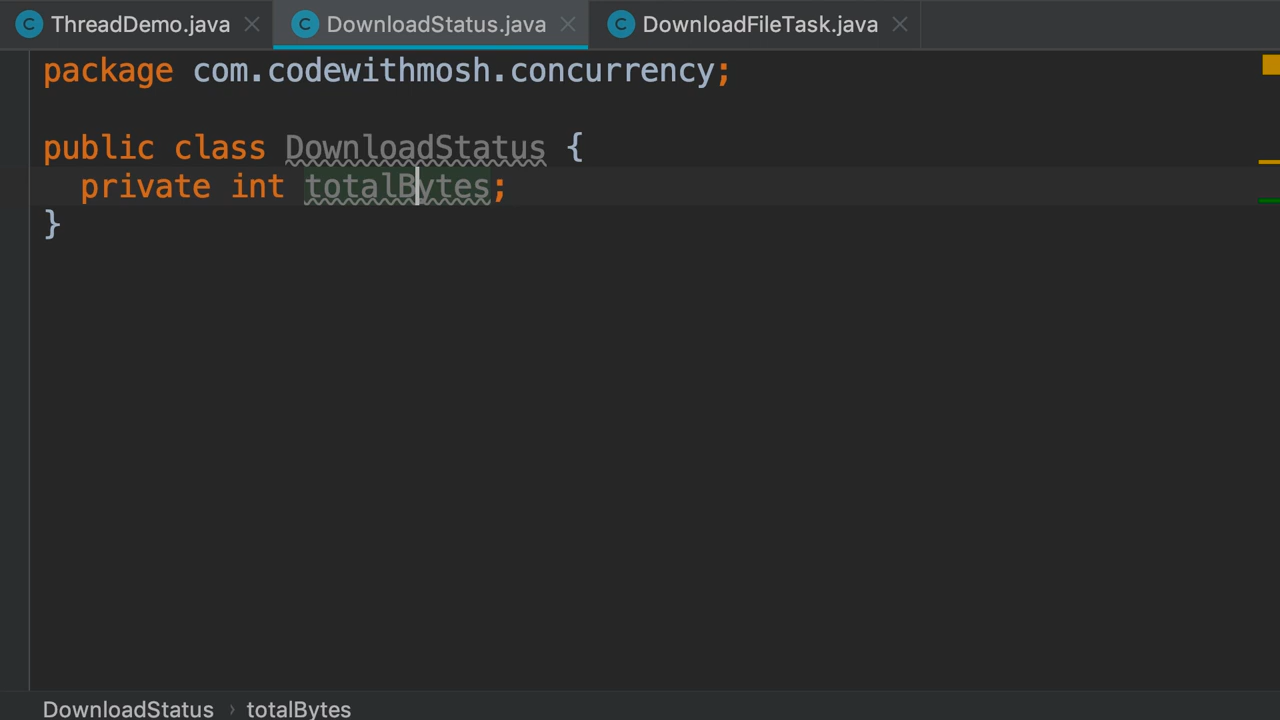 ThreadDemo.java DownloadStatus.java DownloadFileTask.java
package com.codewithmosh.concurrency;
public class DownloadStatus {
private int totalBytes;
}
DownloadStatus › totalBytes